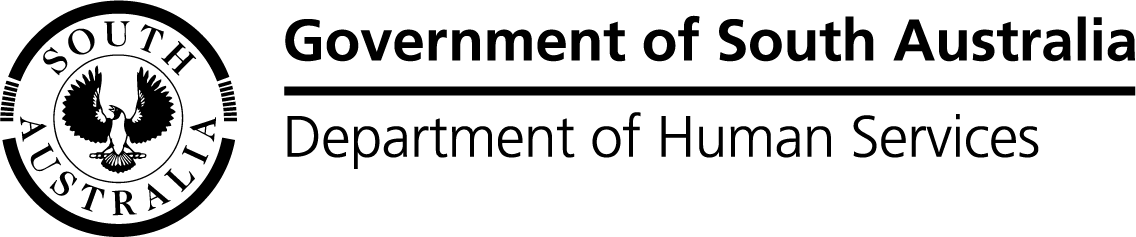 SOUTH
AUSTRALIA
Government of South Australia
Department of Human Services